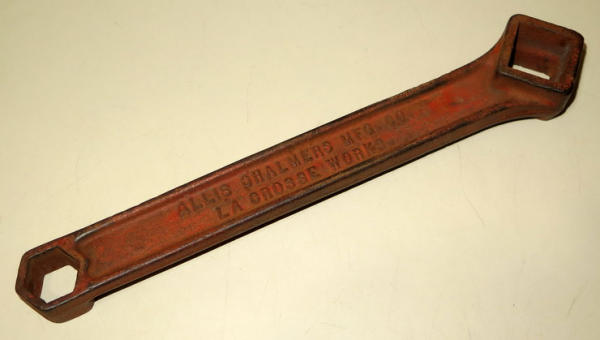 ALLIS CHALMERS MFG. CO.
LA CROSSE WORKS.